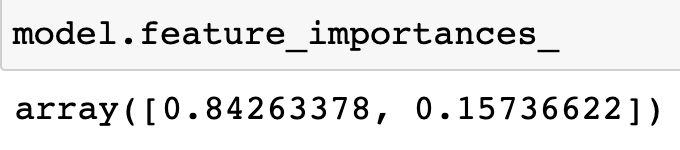 model.feature_importances_
array([0.84263378, 0.15736622])